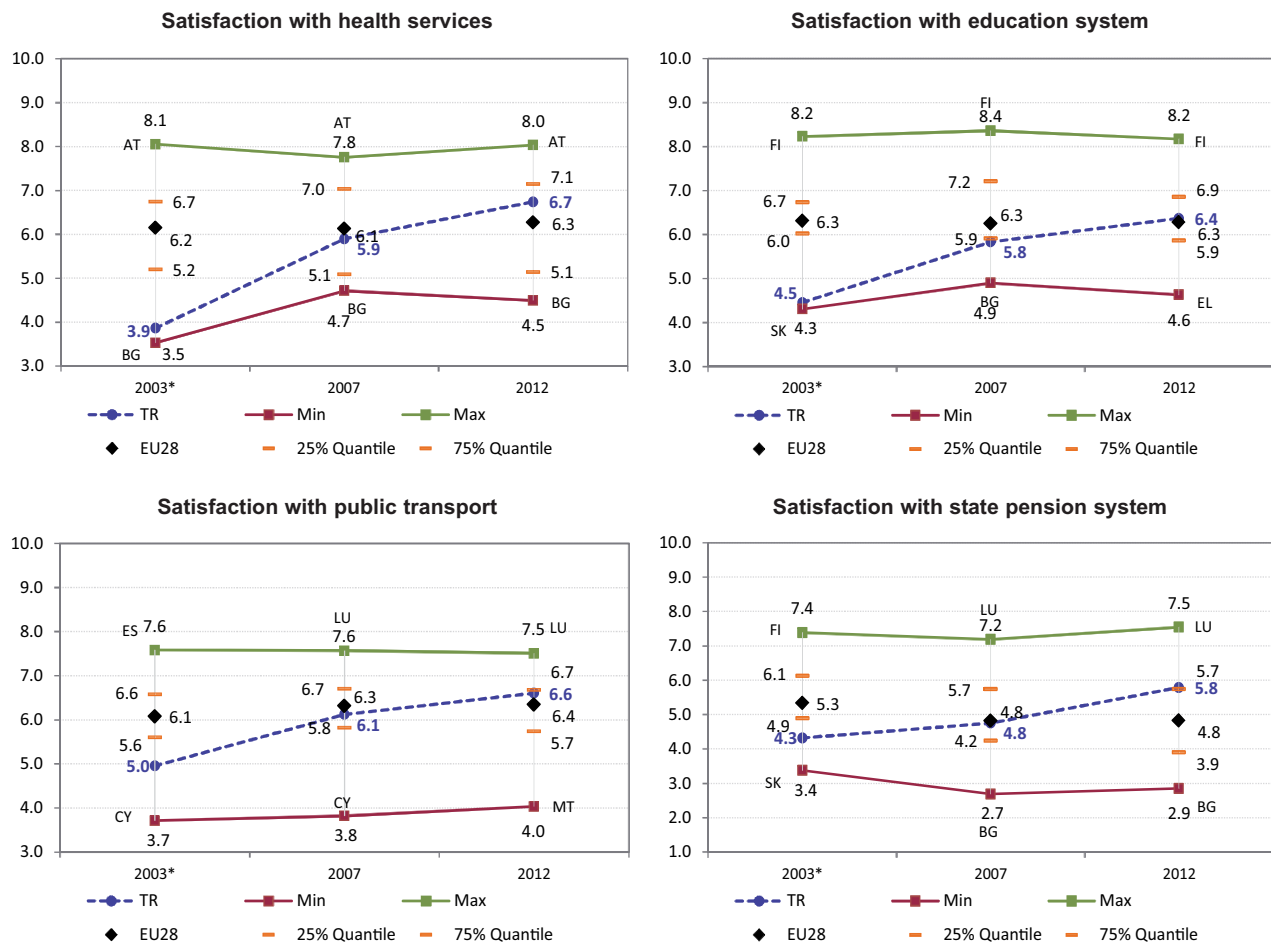 Satisfaction with health services
10.0
9.0
8.0
7.0
6.0
5.0
4.0
3.0
8.1
AT
AT
7.8
8.0
AT
6.7
6.2
5.2
7.0
6.1
5.9
5.1
7.1
6.7
6.3
5.1
3.9
BG 3.5
BG
4.7
BG
4.5
2003* 2007 2012
TR Min Max
EU28 25% Quantile 75% Quantile
Satisfaction with education system
10.0
9.0
8.0
7.0
6.0
5.0
4.0
3.0
8.2
FI
FI
8.4
8.2
FI
6.7
6.3
6.0
7.2
6.3
5.9
5.8
6.9
6.4
6.3
5.9
4.5
SK 4.3
BG
4.9
EL
4.6
2003* 2007 2012
TR Min Max
EU28 25% Quantile 75% Quantile
Satisfaction with public transport
10.0
9.0
8.0
7.0
6.0
5.0
4.0
3.0
ES 7.6
LU
7.6
7.5 LU
6.6
6.1
5.6
6.7
6.3
5.8
6.1
6.7
6.6
6.4
5.7
5.0
CY
3.7
CY
3.8
MT
4.0
2003* 2007 2012
TR Min Max
EU28 25% Quantile 75% Quantile
Satisfaction with state pension system
10.0
9.0
8.0
7.0
6.0
5.0
4.0
3.0
2.0
1.0
7.4
FI
LU
7.2
7.5
LU
6.1
5.3
4.9
4.3
5.7
4.8
4.8
4.2
5.7
5.8
4.8
3.9
SK
3.4
2.7
BG
2.9
BG
2003* 2007 2012
TR Min Max
EU28 25% Quantile 75% Quantile